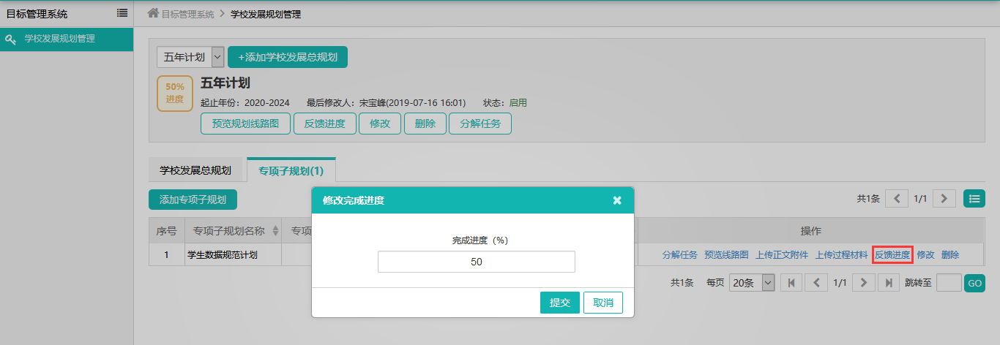 目标管理系统
目标管理系统 > 学校发展规划管理
学校发展规划管理
五年计划 +添加学校发展总规划
50%
进度
五年计划
起止年份：2020-2024 最后修改人：宋宝峰(2019-07-16 16:01) 状态：启用
预览规划线路图 反馈进度 修改 删除 分解任务
学校发展总规划 专项子规划(1)
添加专项子规划 共1条 1/1
修改完成进度
序号 专项子规划名称 专项 操作
完成进度（%）
1 学生数据规范计划 分解任务 预览线路图 上传正文附件 上传过程材料 反馈进度 修改 删除
50
共1条 每页 20条 1/1 跳转至 GO
提交 取消